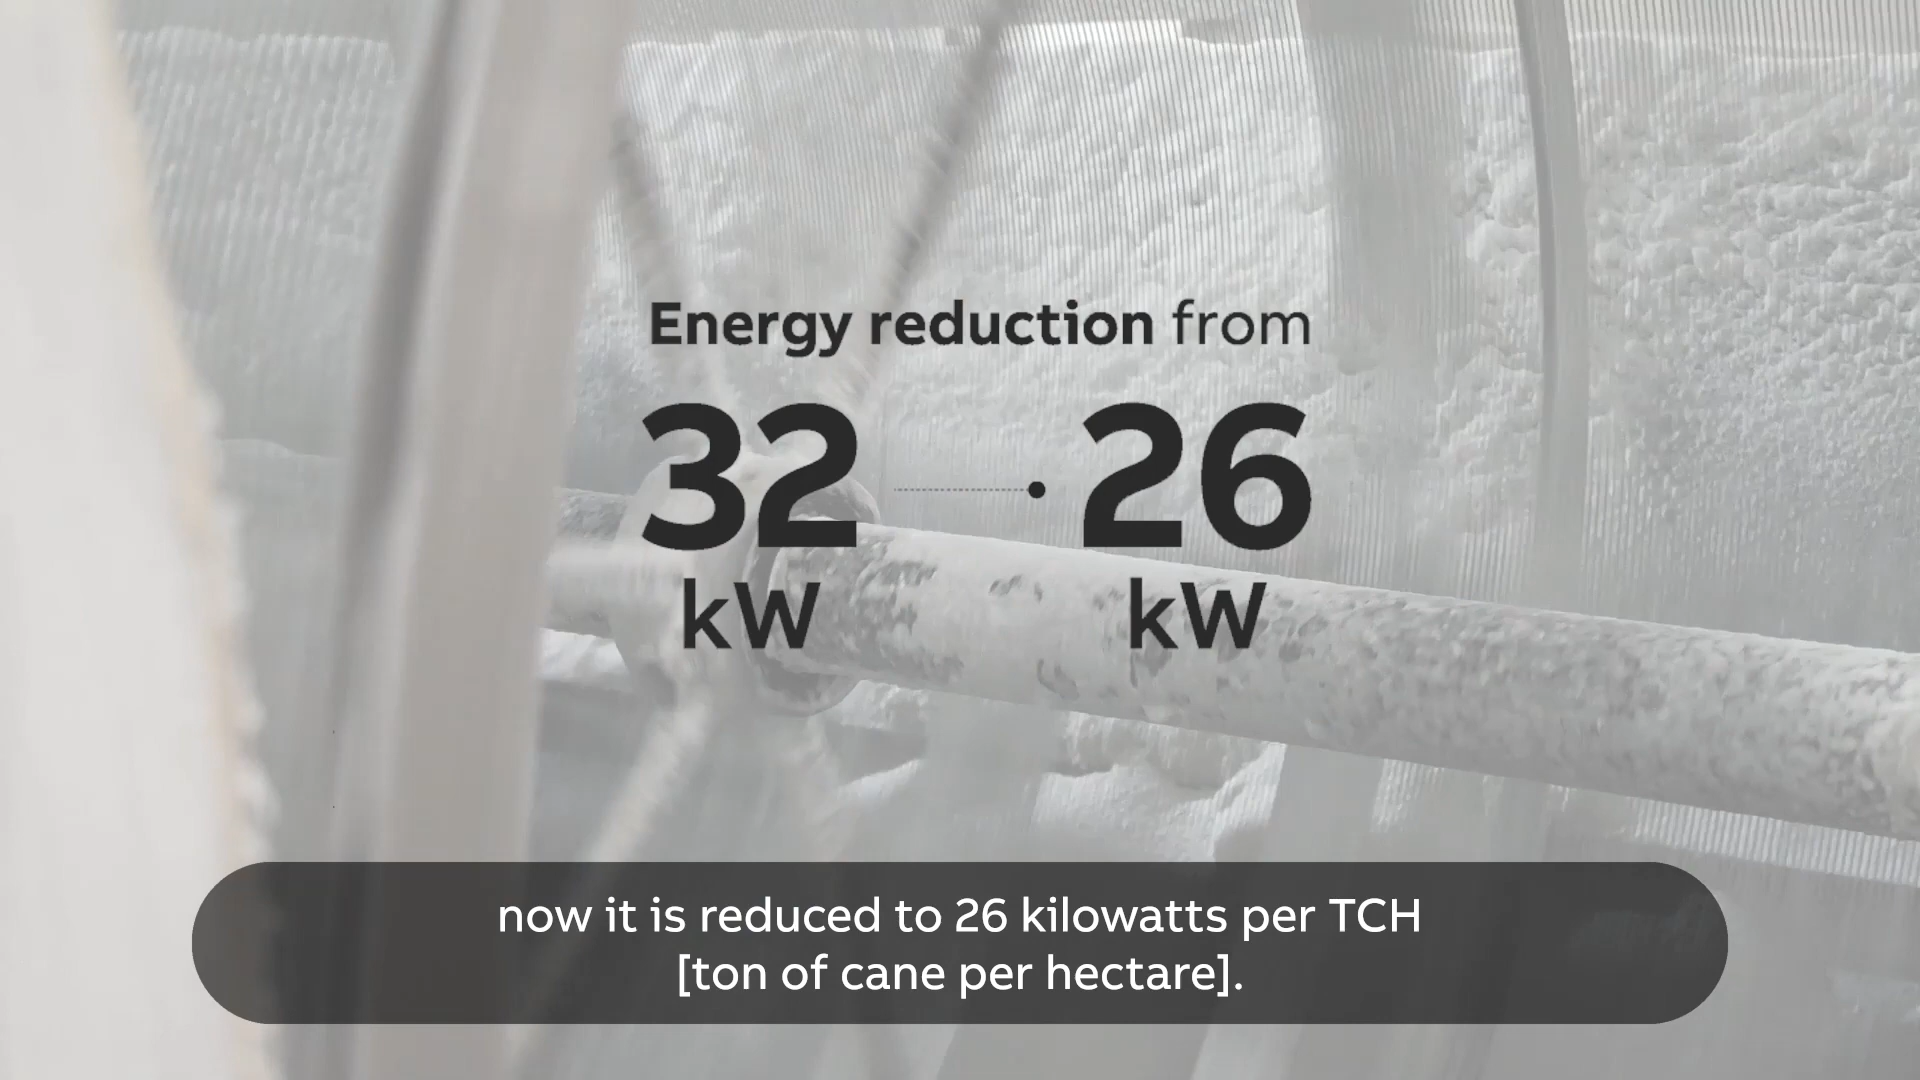 Energy reduction from
32 26
kW kW
now it is reduced to 26 kilowatts per TCH
[ton of cane per hectare].